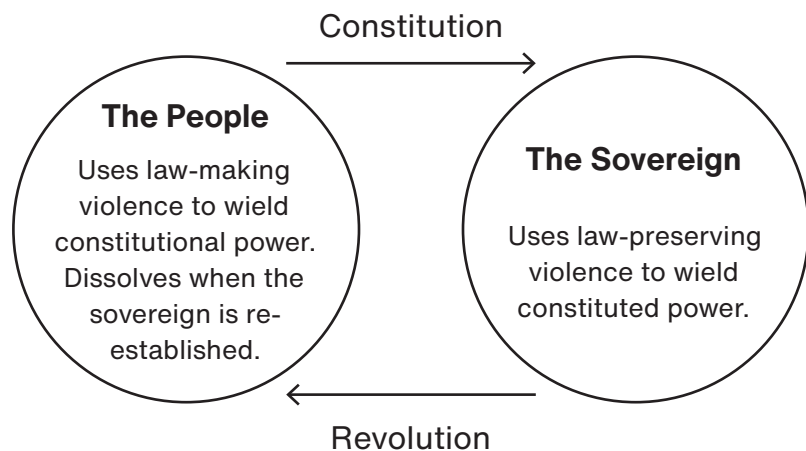 Constitution
The People
Uses law-making
violence to wield
constitutional power.
Dissolves when the
sovereign is re-
established.
The Sovereign
Uses law-preserving
violence to wield
constituted power.
Revolution